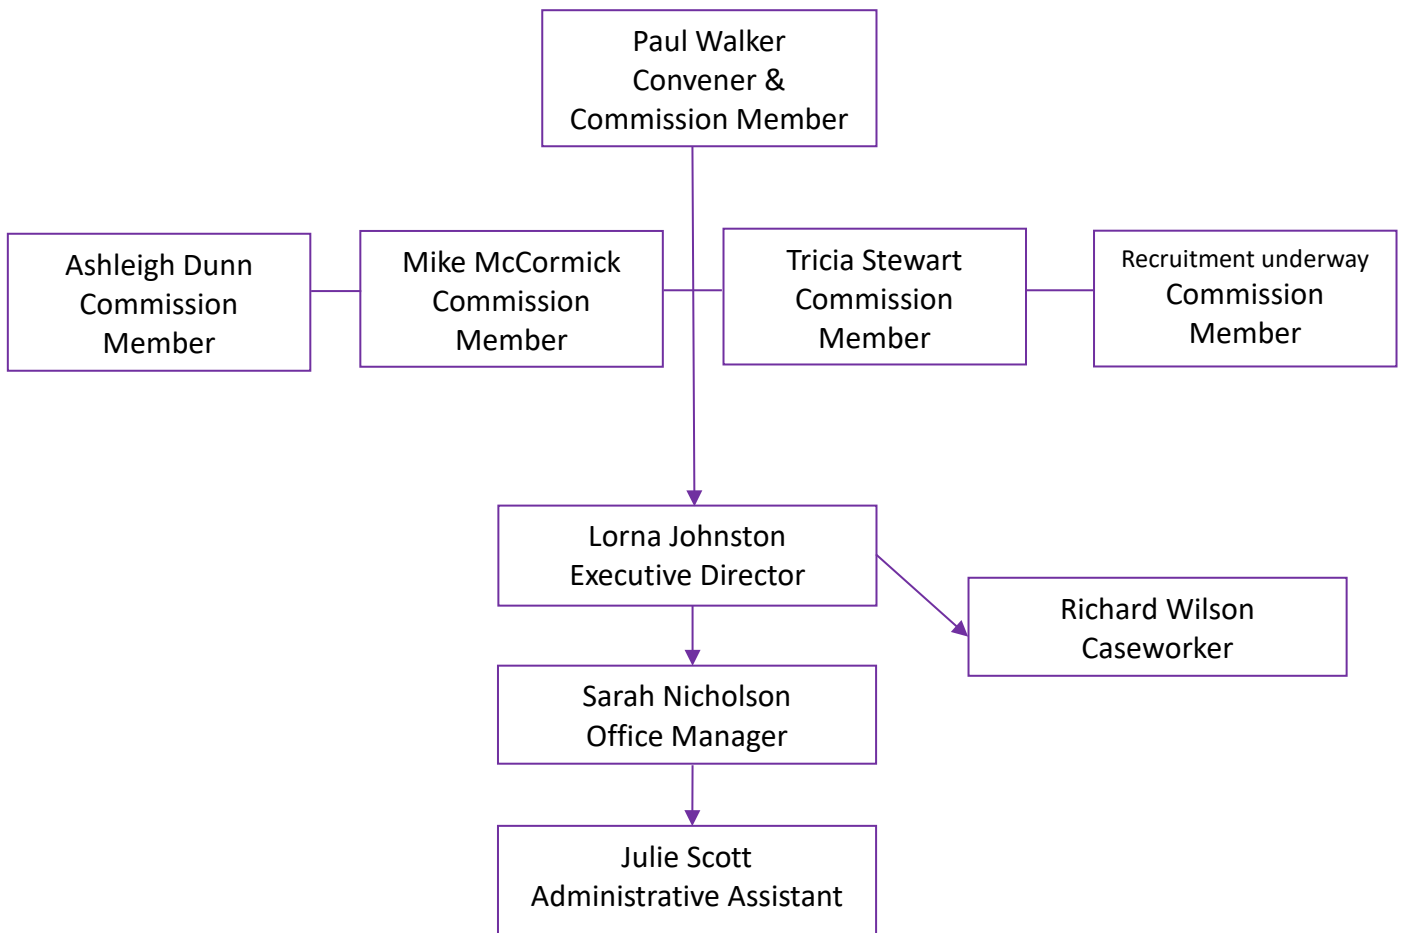 Paul Walker
Convener &
Commission Member
Ashleigh Dunn
Commission
Member
Mike McCormick
Commission
Member
Tricia Stewart
Commission
Member
Recruitment underway
Commission
Member
Lorna Johnston
Executive Director
Richard Wilson
Caseworker
Sarah Nicholson
Office Manager
Julie Scott
Administrative Assistant